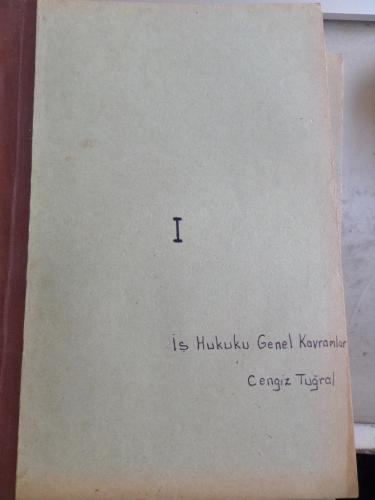 I
İş Hukuku Genel Kavramlar
Cengiz Tuğral